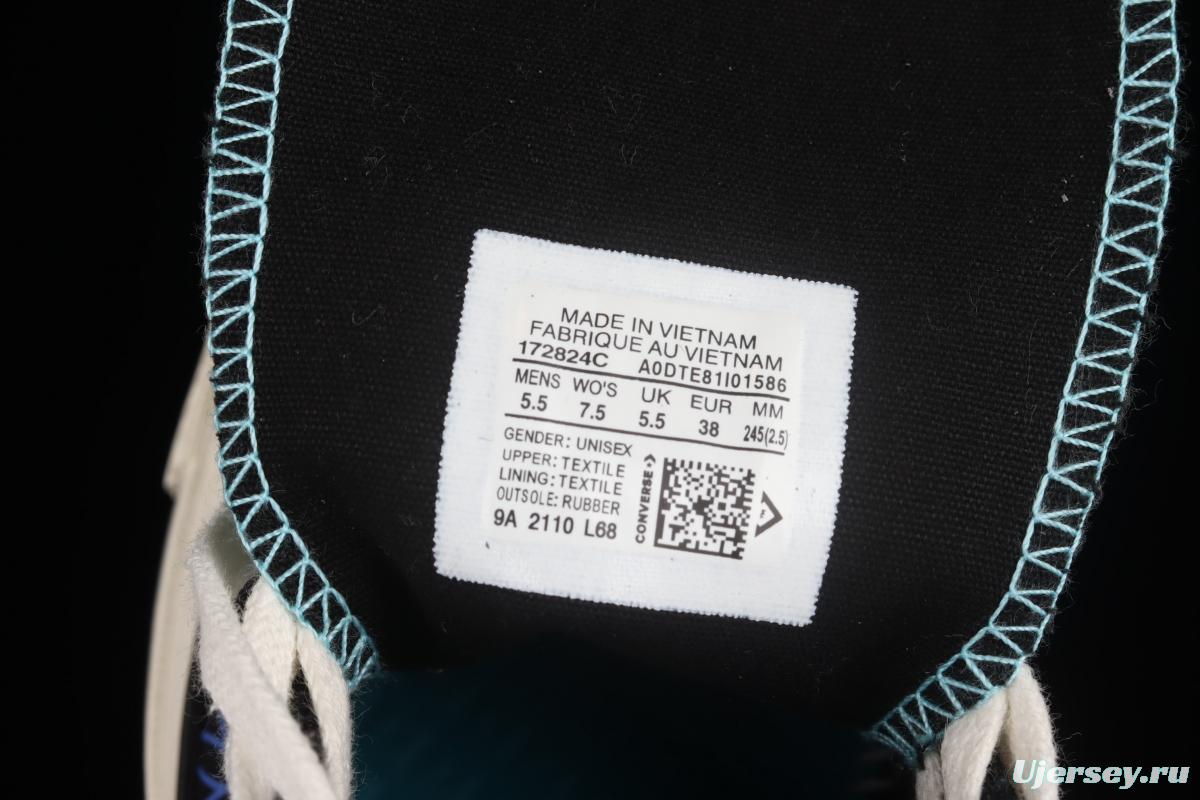 MADE IN VIETNAM
FABRIQUE AU VIETNAM
172824C A0DTE81I01586
MENS WO'S UK EUR MM
5.5 7.5 5.5 38 245(2.5)
GENDER: UNISEX
UPPER: TEXTILE
LINING: TEXTILE
OUTSOLE: RUBBER
9A 2110 L68
CONVERSE
Ujersey.ru